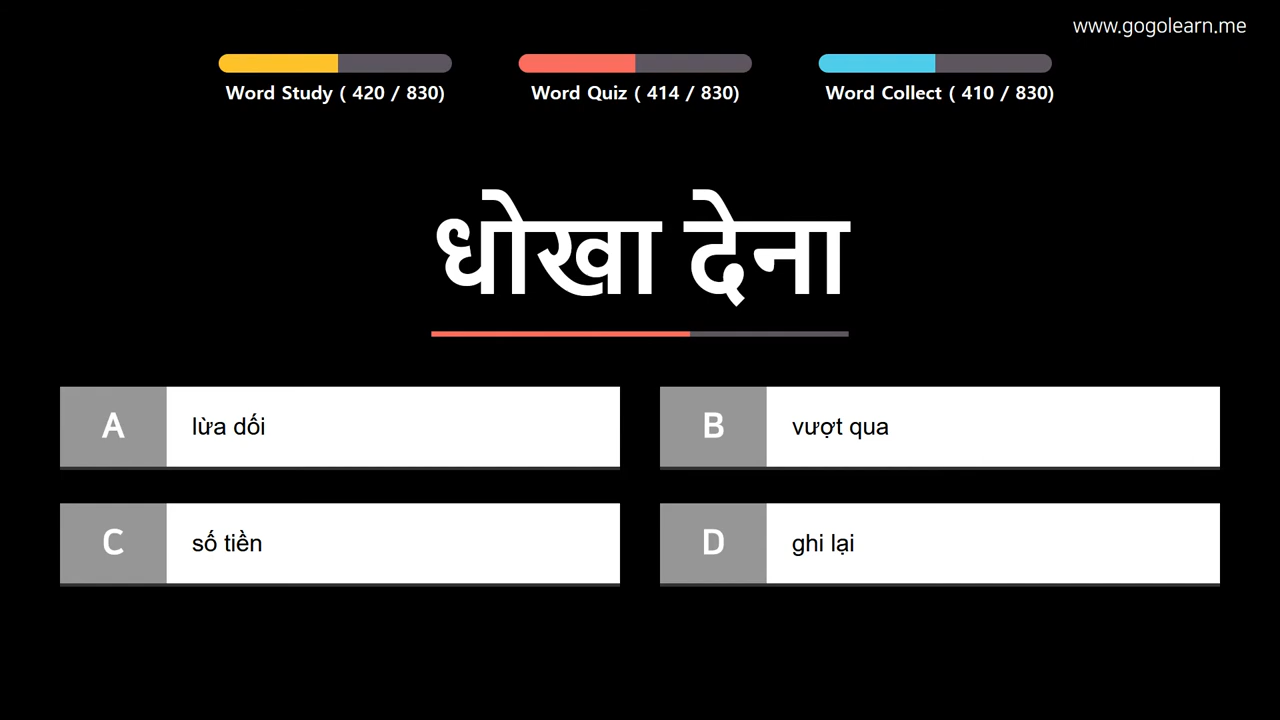 www.gogolearn.me
Word Study ( 420 / 830)
Word Quiz ( 414 / 830)
Word Collect ( 410 / 830)
धोखा देना
A
lừa dối
B
vượt qua
C
số tiền
D
ghi lại